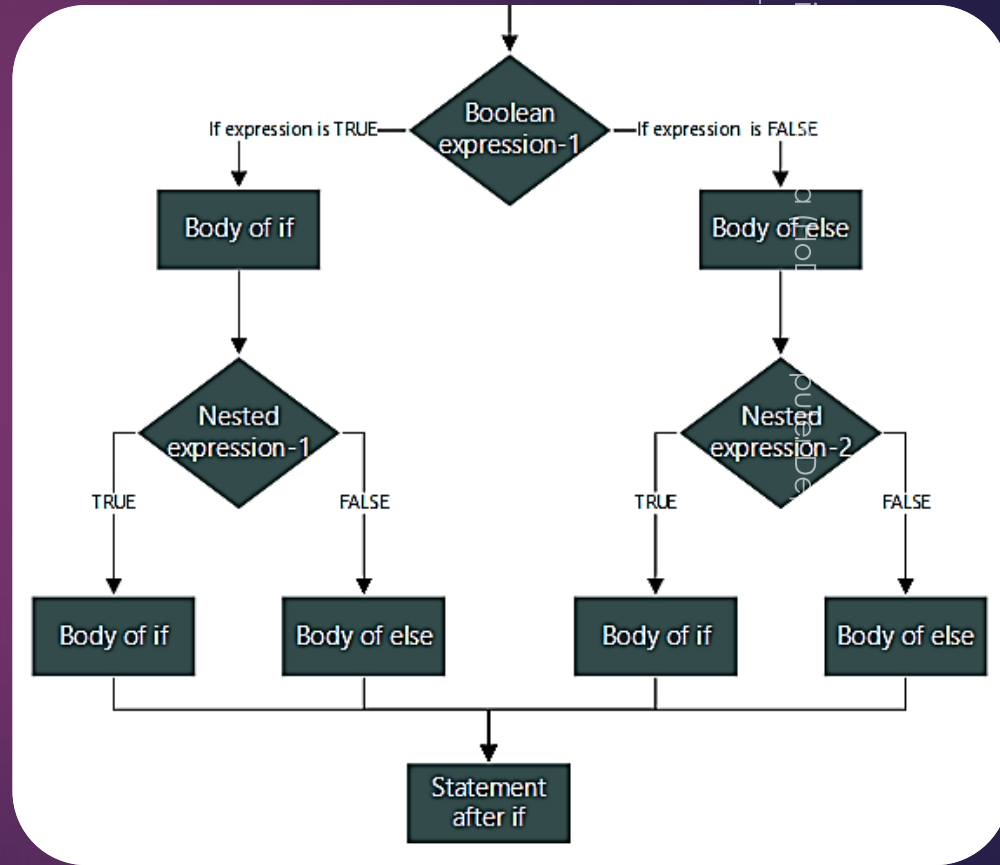 Boolean
expression-1
If expression is TRUE
If expression is FALSE
Body of if
Body of else
Nested
expression-1
Nested
expression-2
TRUE
FALSE
TRUE
FALSE
Body of if
Body of else
Body of if
Body of else
Statement
after if